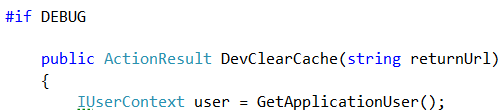 #if DEBUG
public ActionResult DevClearCache(string returnUrl)
{
IUserContext user = GetApplicationUser();